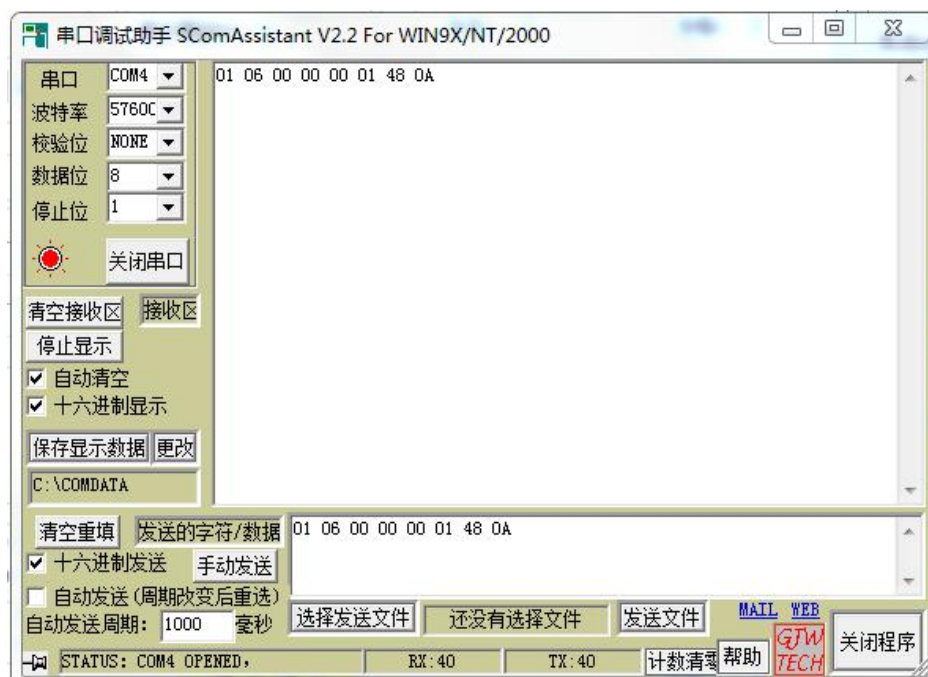 串口调试助手 SComAssistant V2.2 For WIN9X/NT/2000
串口 COM4
波特率 57600
校验位 NONE
数据位 8
停止位 1
关闭串口
01 06 00 00 00 01 48 0A
清空接收区 接收区
停止显示
自动清空
十六进制显示
保存显示数据 更改
C:\COMDATA
清空重填 发送的字符/数据
01 06 00 00 00 01 48 0A
十六进制发送 手动发送
自动发送(周期改变后重选)
自动发送周期: 1000 毫秒
选择发送文件 还没有选择文件 发送文件
MAIL WEB
GJW
TECH
关闭程序
STATUS: COM4 OPENED, RX:40 TX:40 计数清零 帮助